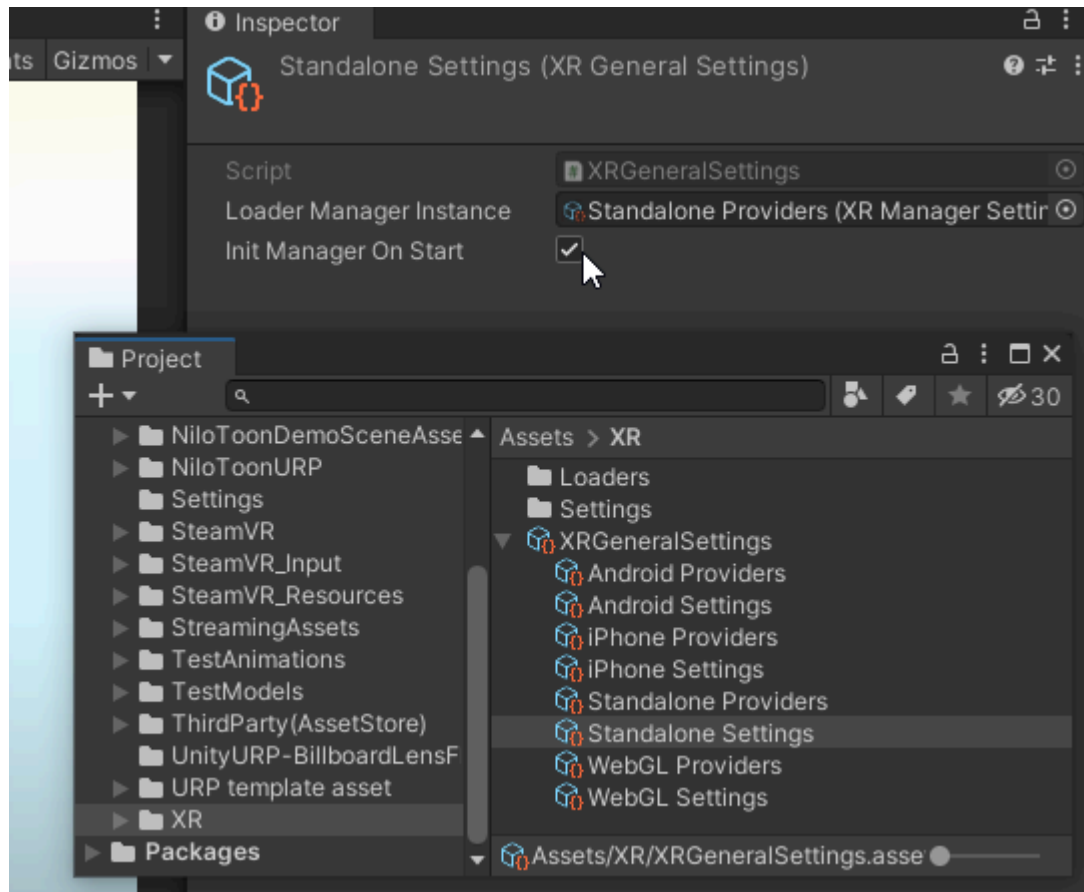 Inspector
ts Gizmos
Standalone Settings (XR General Settings)
Script XRGeneralSettings
Loader Manager Instance Standalone Providers (XR Manager Settin
Init Manager On Start
Project
30
NiloToonDemoSceneAsse
NiloToonURP
Settings
SteamVR
SteamVR_Input
SteamVR_Resources
StreamingAssets
TestAnimations
TestModels
ThirdParty(AssetStore)
UnityURP-BillboardLensF
URP template asset
XR
Packages
Assets > XR
Loaders
Settings
XRGeneralSettings
Android Providers
Android Settings
iPhone Providers
iPhone Settings
Standalone Providers
Standalone Settings
WebGL Providers
WebGL Settings
Assets/XR/XRGeneralSettings.asse